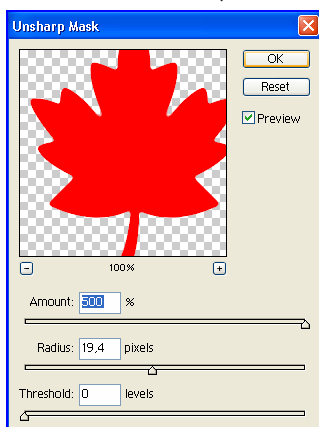 Unsharp Mask
OK
Reset
Preview
100%
Amount: 500 %
Radius: 19,4 pixels
Threshold: 0 levels